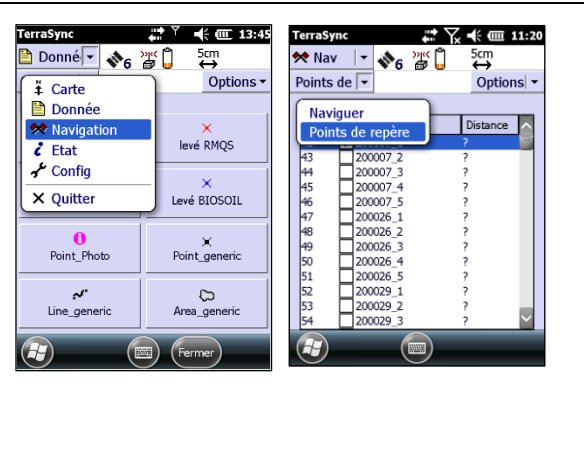 TerraSync 13:45
Donné 6 5cm
Options
Carte
Donnée
Navigation
Etat
Config
Quitter
levé RMQS
Levé BIOSOIL
Point_Photo
Point_generic
Line_generic
Area_generic
Fermer
TerraSync 11:20
Nav 6 5cm
Points de Options
Naviguer
Points de repère
Distance
?
43 200007_2 ?
44 200007_3 ?
45 200007_4 ?
46 200007_5 ?
47 200026_1 ?
48 200026_2 ?
49 200026_3 ?
50 200026_4 ?
51 200026_5 ?
52 200029_1 ?
53 200029_2 ?
54 200029_3 ?